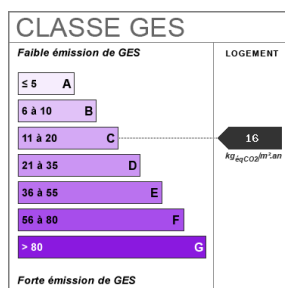 CLASSE GES
Faible émission de GES
LOGEMENT
≤ 5 A
6 à 10 B
11 à 20 C
16
kgéqCO2/m².an
21 à 35 D
36 à 55 E
56 à 80 F
> 80 G
Forte émission de GES